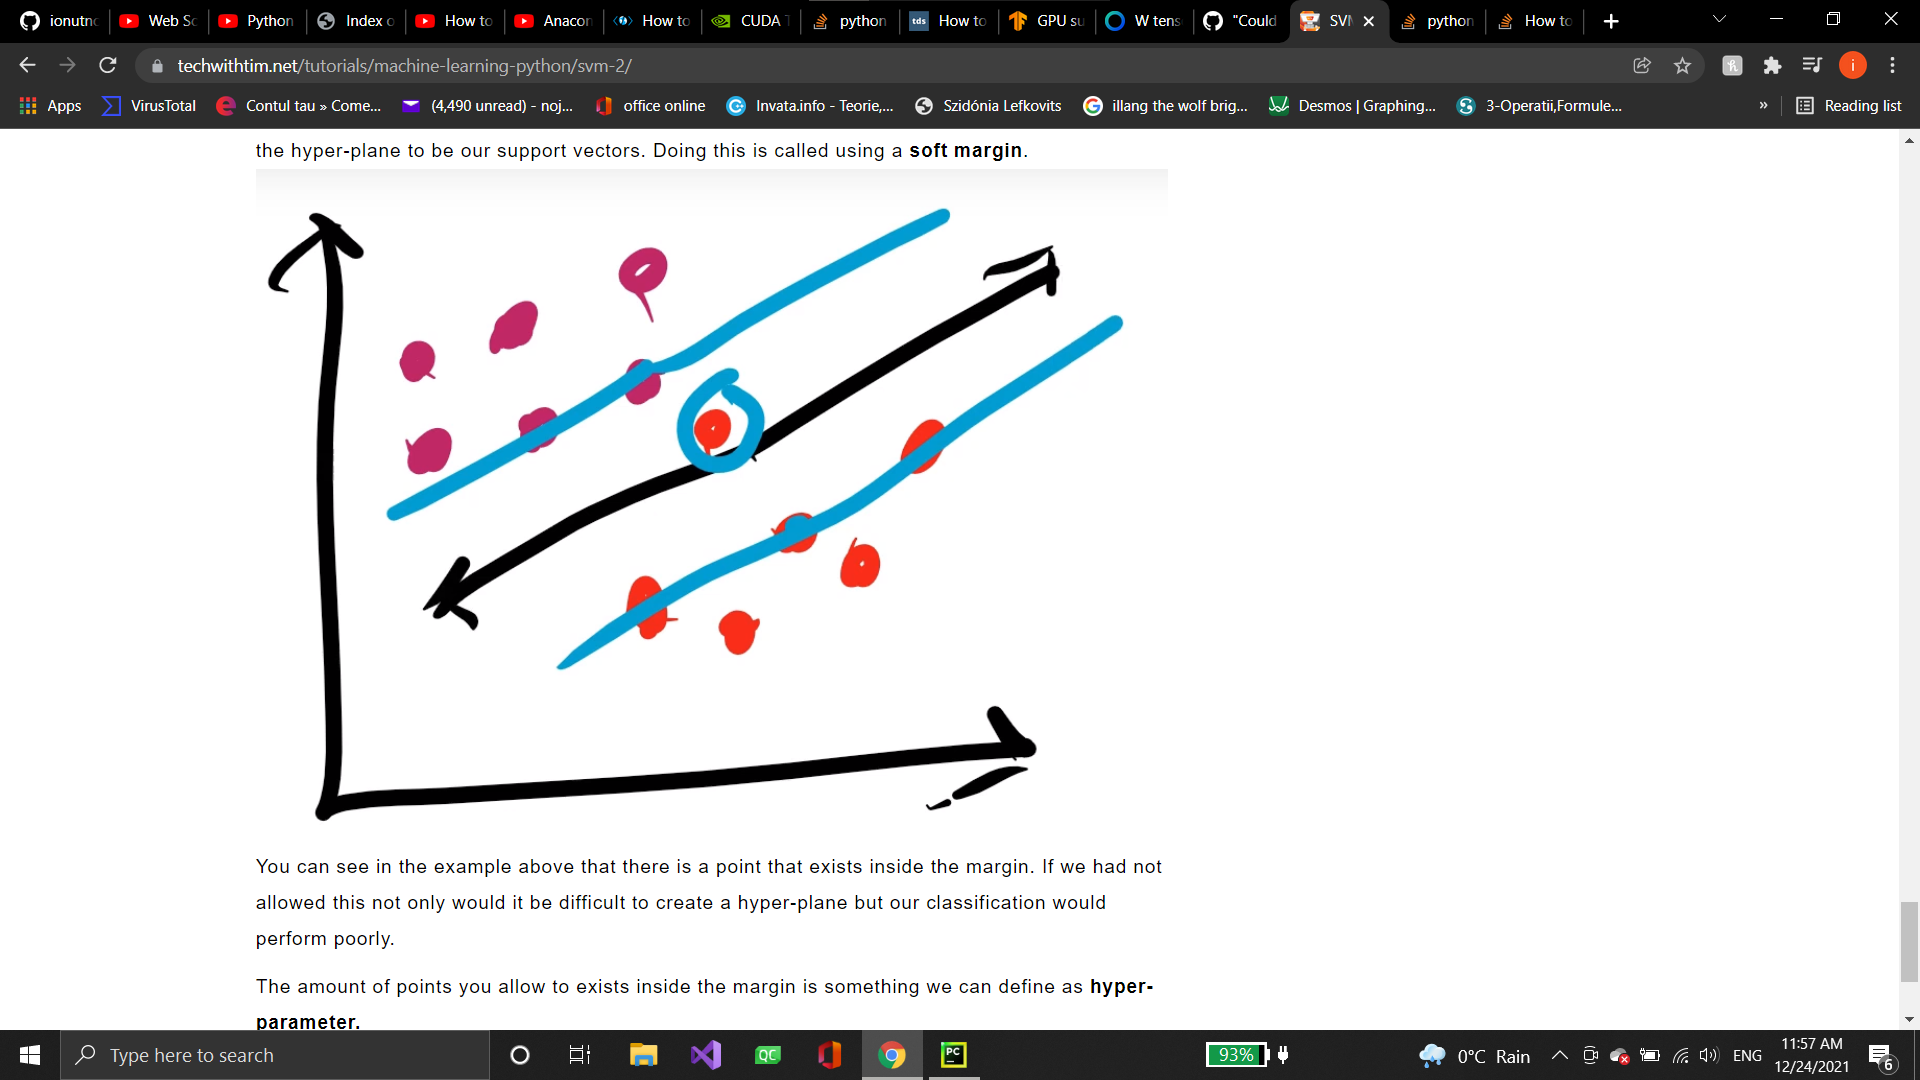 ionutno
Web Sc
Python
Index o
How to
Anacon
How to
CUDA T
python
tds How to
GPU su
W tens
"Could
SVM
python
How to
techwithtim.net/tutorials/machine-learning-python/svm-2/
i
Apps
VirusTotal
Contul tau » Come...
(4,490 unread) - noj...
office online
Invata.info - Teorie,...
Szidónia Lefkovits
illang the wolf brig...
Desmos | Graphing...
3-Operatii,Formule...
»
Reading list
the hyper-plane to be our support vectors. Doing this is called using a soft margin.
You can see in the example above that there is a point that exists inside the margin. If we had not
allowed this not only would it be difficult to create a hyper-plane but our classification would
perform poorly.
The amount of points you allow to exists inside the margin is something we can define as hyper-
parameter.
Type here to search
QC
PC
93%
0°C Rain
ENG
11:57 AM
12/24/2021
6